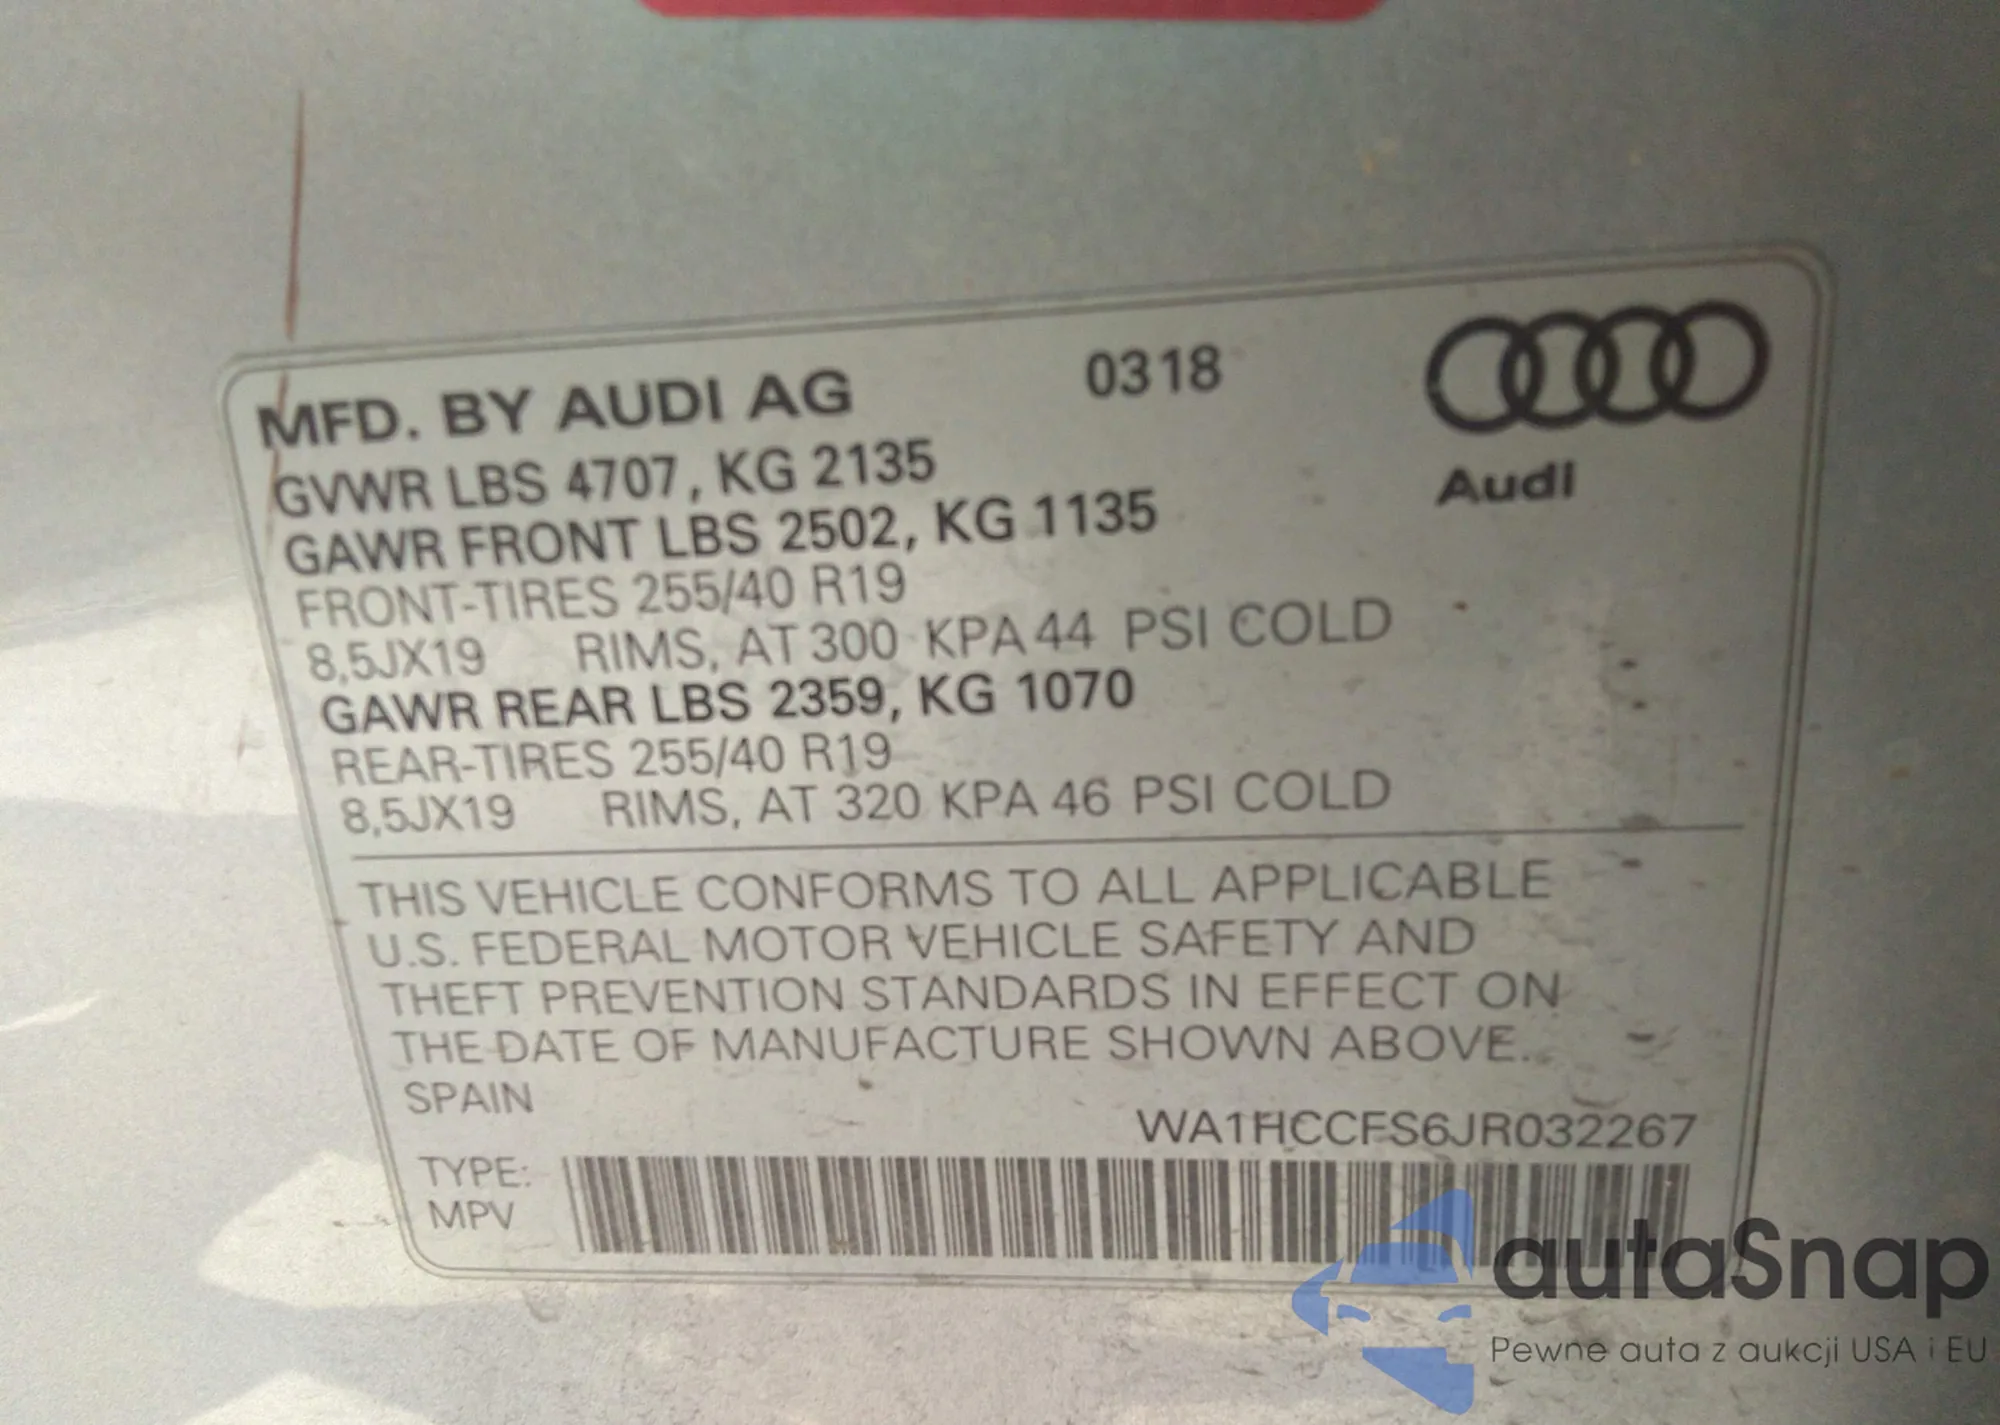 MFD. BY AUDI AG 0318
GVWR LBS 4707, KG 2135
Audi
GAWR FRONT LBS 2502, KG 1135
FRONT-TIRES 255/40 R19
8,5JX19 RIMS, AT 300 KPA 44 PSI COLD
GAWR REAR LBS 2359, KG 1070
REAR-TIRES 255/40 R19
8,5JX19 RIMS, AT 320 KPA 46 PSI COLD
THIS VEHICLE CONFORMS TO ALL APPLICABLE
U.S. FEDERAL MOTOR VEHICLE SAFETY AND
THEFT PREVENTION STANDARDS IN EFFECT ON
THE DATE OF MANUFACTURE SHOWN ABOVE.
SPAIN
WA1HCCFS6JR032267
TYPE:
MPV
autaSnap
Pewne auta z aukcji USA i EU